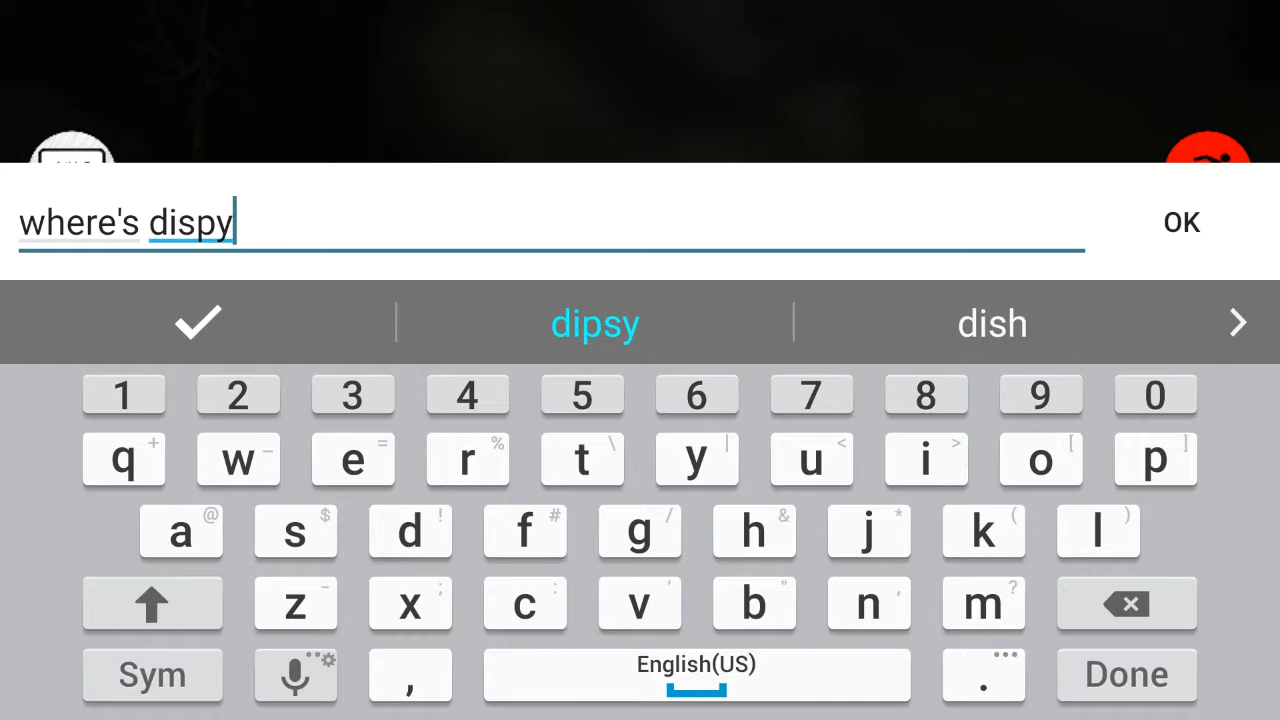 where's dispy
OK
dipsy
dish
1 2 3 4 5 6 7 8 9 0
q + w – e = r % t \ y | u < i > o [ p ]
a @ s $ d ! f # g / h & j * k ( l )
z - x ; c : v ' b " n , m ?
Sym , English(US) . Done